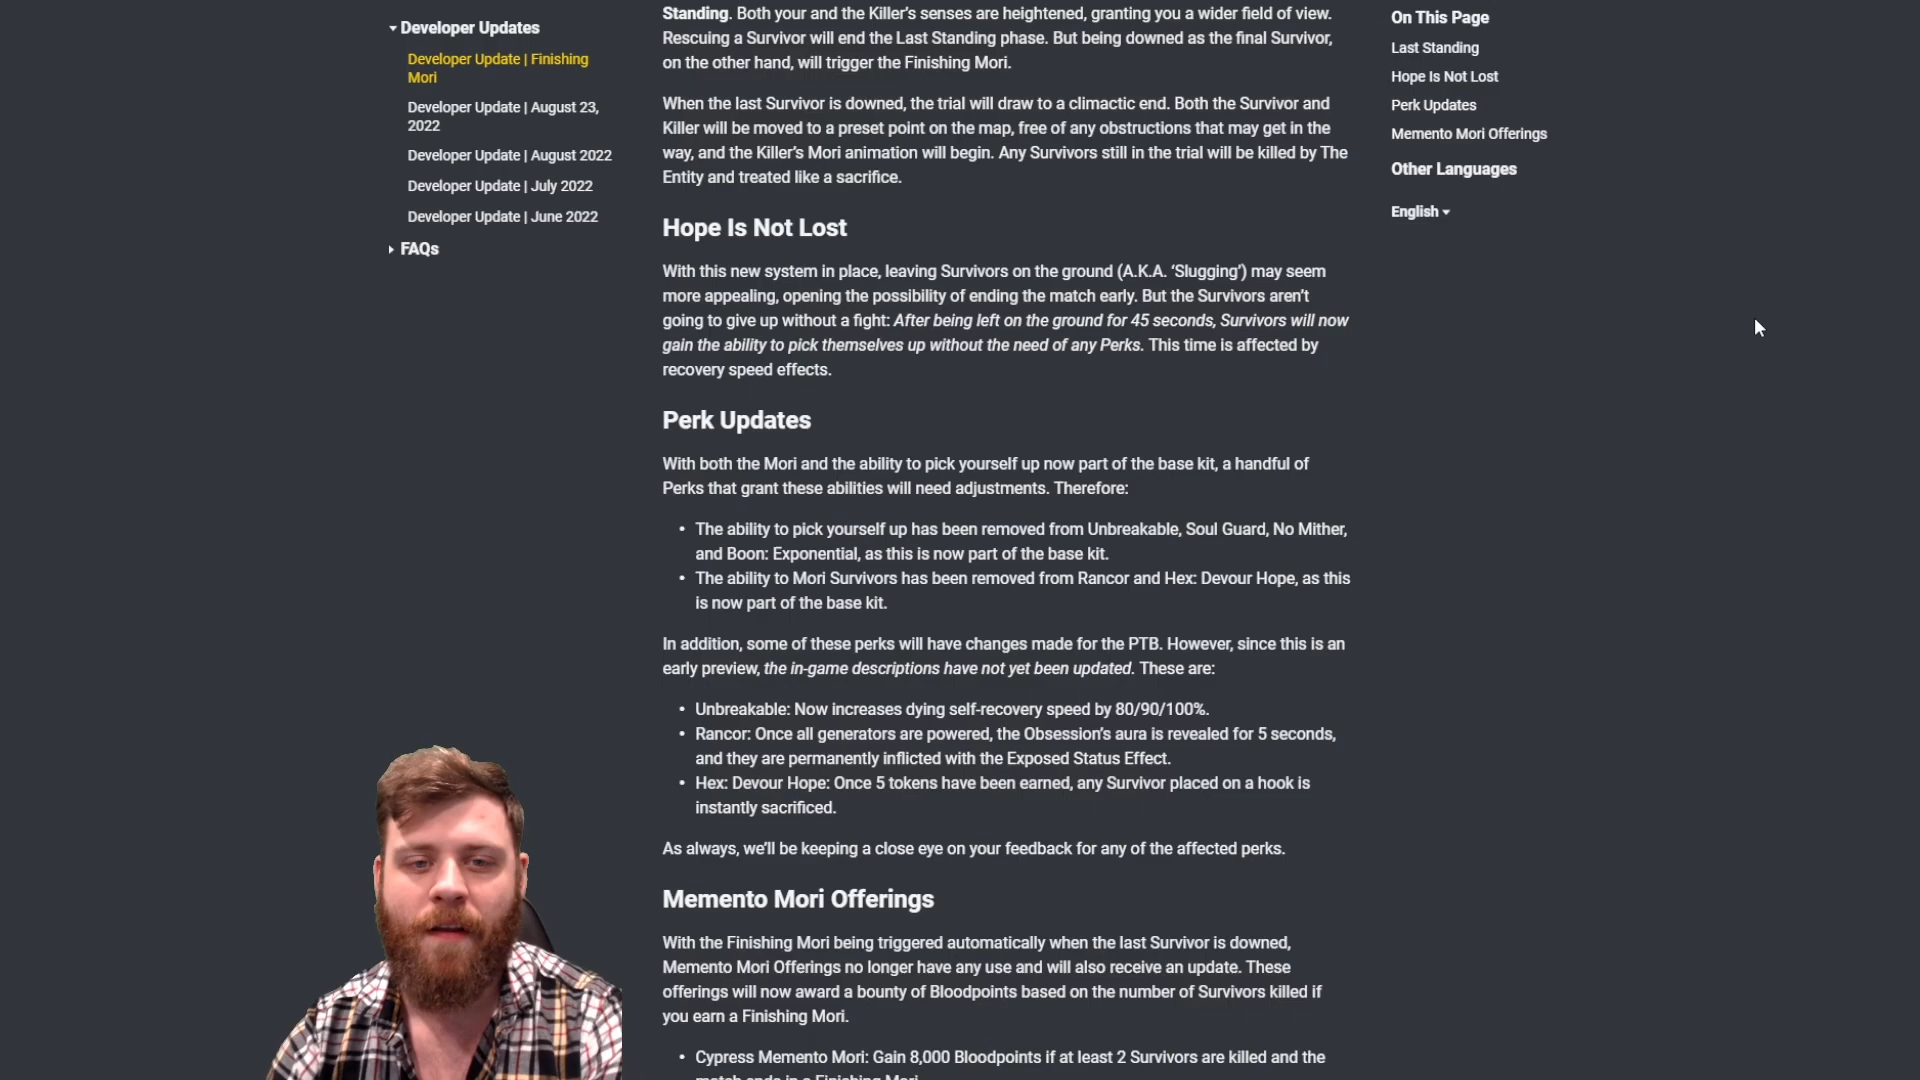 Developer Updates
Developer Update | Finishing
Mori
Developer Update | August 23,
2022
Developer Update | August 2022
Developer Update | July 2022
Developer Update | June 2022
FAQs
Standing. Both your and the Killer’s senses are heightened, granting you a wider field of view.
Rescuing a Survivor will end the Last Standing phase. But being downed as the final Survivor,
on the other hand, will trigger the Finishing Mori.
When the last Survivor is downed, the trial will draw to a climactic end. Both the Survivor and
Killer will be moved to a preset point on the map, free of any obstructions that may get in the
way, and the Killer’s Mori animation will begin. Any Survivors still in the trial will be killed by The
Entity and treated like a sacrifice.
Hope Is Not Lost
With this new system in place, leaving Survivors on the ground (A.K.A. ‘Slugging’) may seem
more appealing, opening the possibility of ending the match early. But the Survivors aren’t
going to give up without a fight: After being left on the ground for 45 seconds, Survivors will now
gain the ability to pick themselves up without the need of any Perks. This time is affected by
recovery speed effects.
Perk Updates
With both the Mori and the ability to pick yourself up now part of the base kit, a handful of
Perks that grant these abilities will need adjustments. Therefore:
• The ability to pick yourself up has been removed from Unbreakable, Soul Guard, No Mither,
and Boon: Exponential, as this is now part of the base kit.
• The ability to Mori Survivors has been removed from Rancor and Hex: Devour Hope, as this
is now part of the base kit.
In addition, some of these perks will have changes made for the PTB. However, since this is an
early preview, the in-game descriptions have not yet been updated. These are:
• Unbreakable: Now increases dying self-recovery speed by 80/90/100%.
• Rancor: Once all generators are powered, the Obsession’s aura is revealed for 5 seconds,
and they are permanently inflicted with the Exposed Status Effect.
• Hex: Devour Hope: Once 5 tokens have been earned, any Survivor placed on a hook is
instantly sacrificed.
As always, we’ll be keeping a close eye on your feedback for any of the affected perks.
Memento Mori Offerings
With the Finishing Mori being triggered automatically when the last Survivor is downed,
Memento Mori Offerings no longer have any use and will also receive an update. These
offerings will now award a bounty of Bloodpoints based on the number of Survivors killed if
you earn a Finishing Mori.
• Cypress Memento Mori: Gain 8,000 Bloodpoints if at least 2 Survivors are killed and the
match ends in a Finishing Mori.
On This Page
Last Standing
Hope Is Not Lost
Perk Updates
Memento Mori Offerings
Other Languages
English